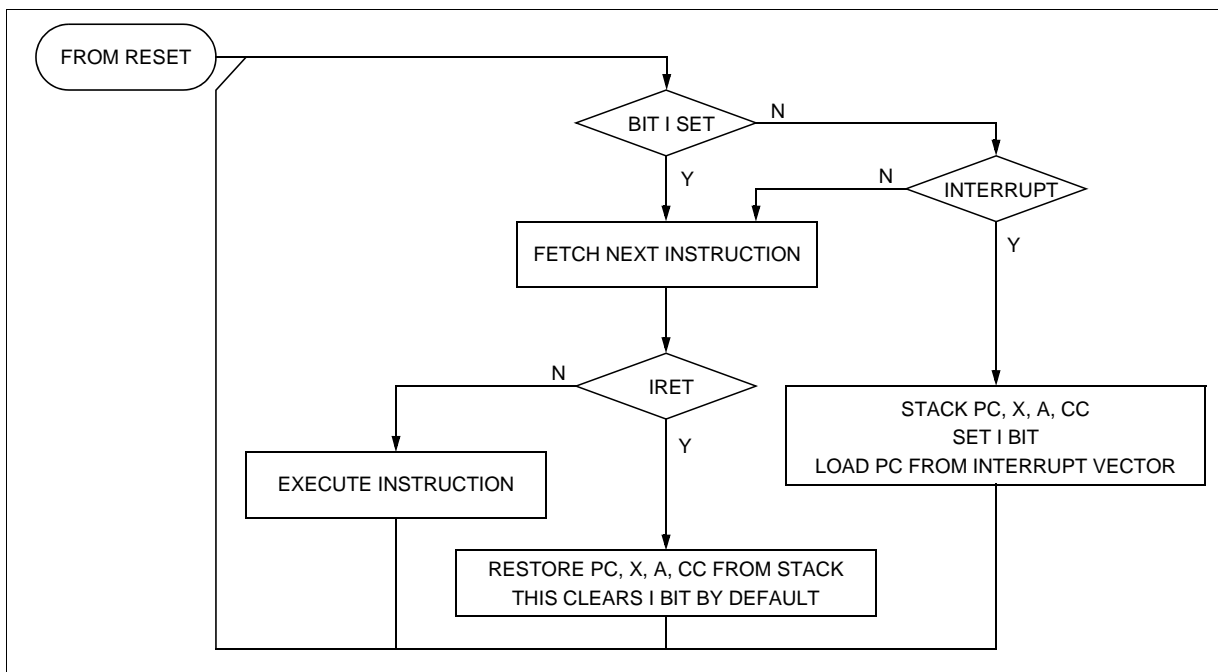 FROM RESET
BIT I SET
N
Y
N
INTERRUPT
FETCH NEXT INSTRUCTION
Y
N
IRET
Y
STACK PC, X, A, CC
SET I BIT
LOAD PC FROM INTERRUPT VECTOR
EXECUTE INSTRUCTION
RESTORE PC, X, A, CC FROM STACK
THIS CLEARS I BIT BY DEFAULT